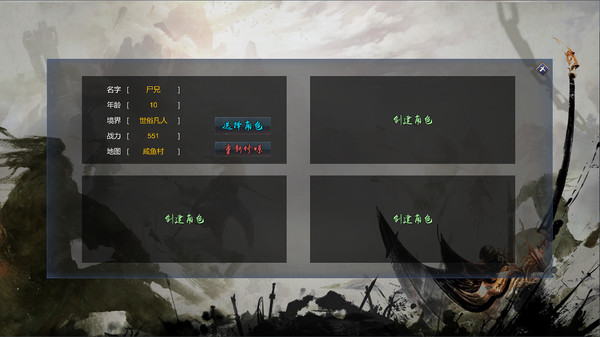 名字 [ 尸兄 ]
年龄 [ 10 ]
境界 [ 世俗凡人 ]
战力 [ 551 ]
地图 [ 咸鱼村 ]
选择角色
重新修炼
创建角色
创建角色
创建角色